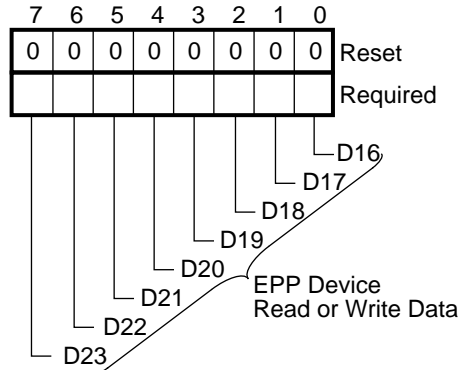 7 6 5 4 3 2 1 0
0 0 0 0 0 0 0 0 Reset
Required
D16
D17
D18
D19
D20
EPP Device
D21
Read or Write Data
D22
D23